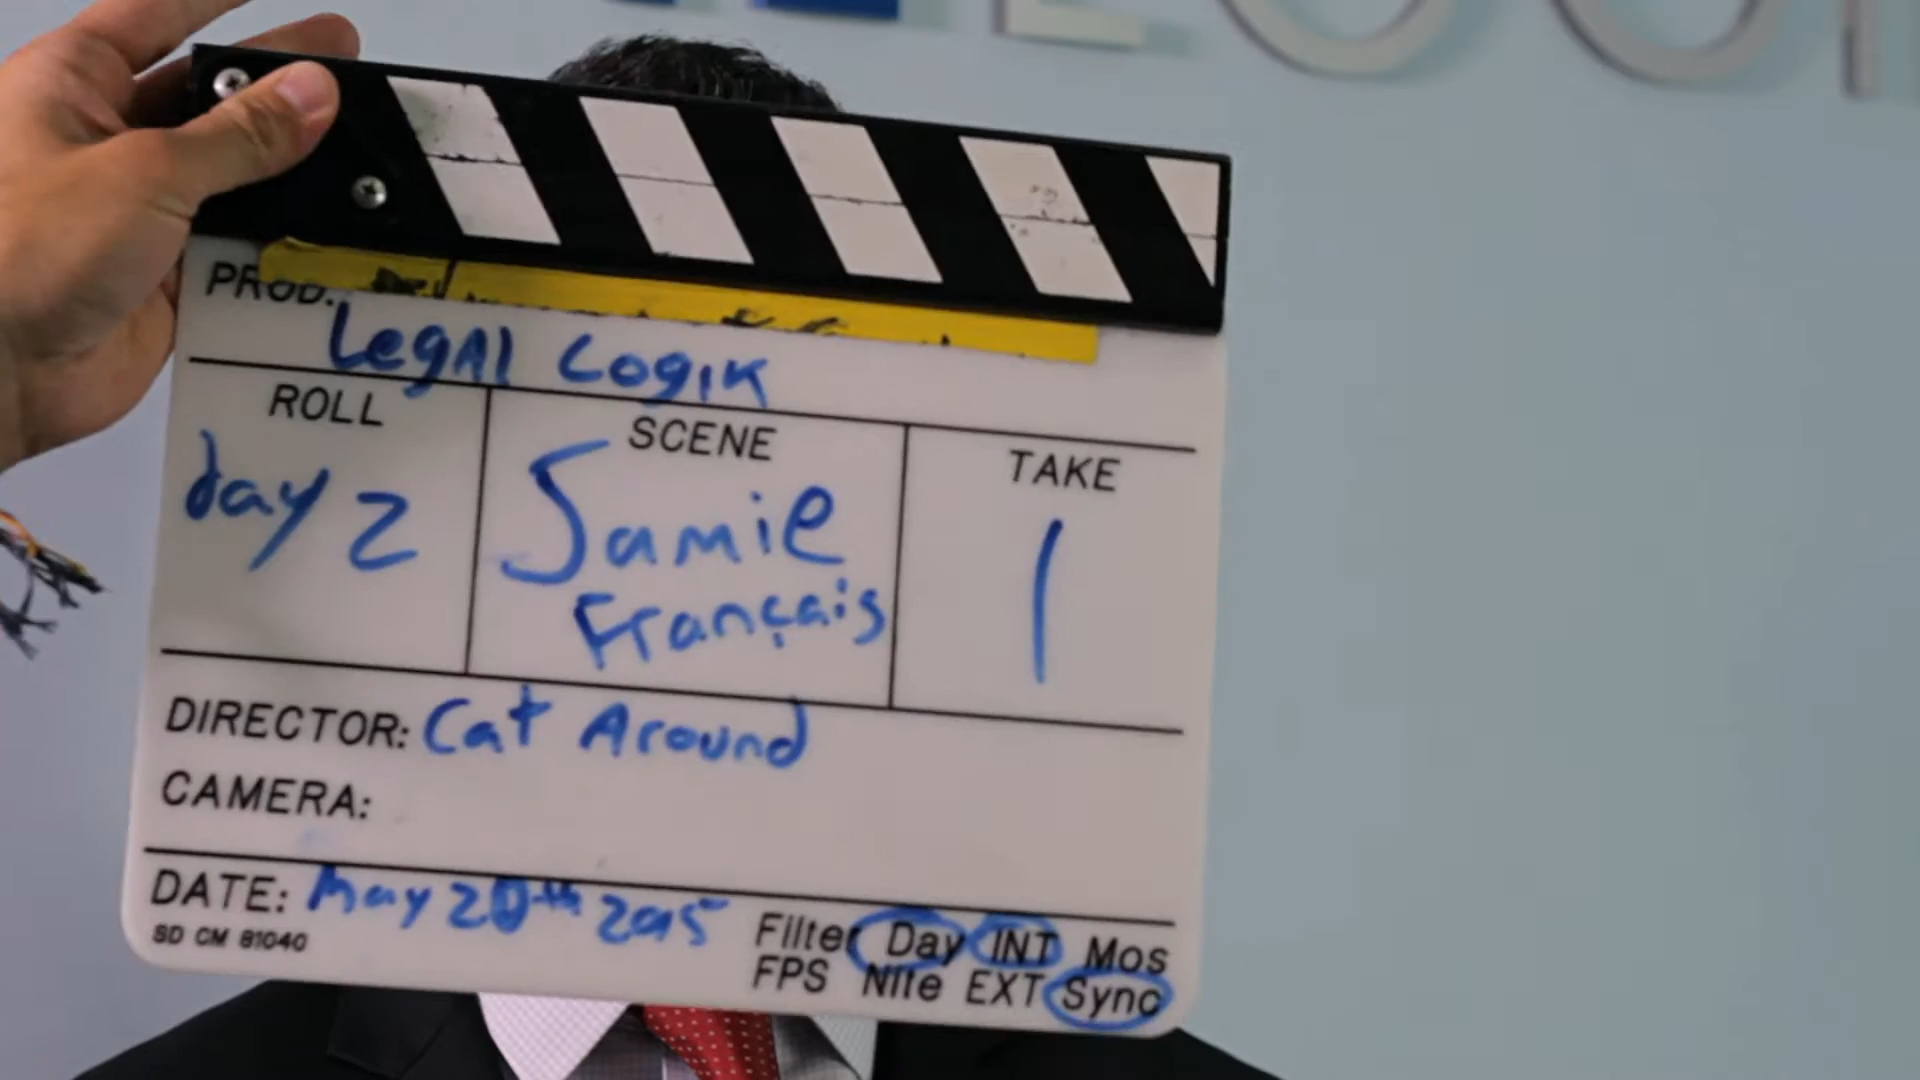 LOGI
PROD. Legal Logik
ROLL SCENE TAKE
day 2 Jamie 1
Français
DIRECTOR: Cat Around
CAMERA:
DATE: May 20th 2015
SD CM 81040
Filter Day INT Mos
FPS Nite EXT Sync